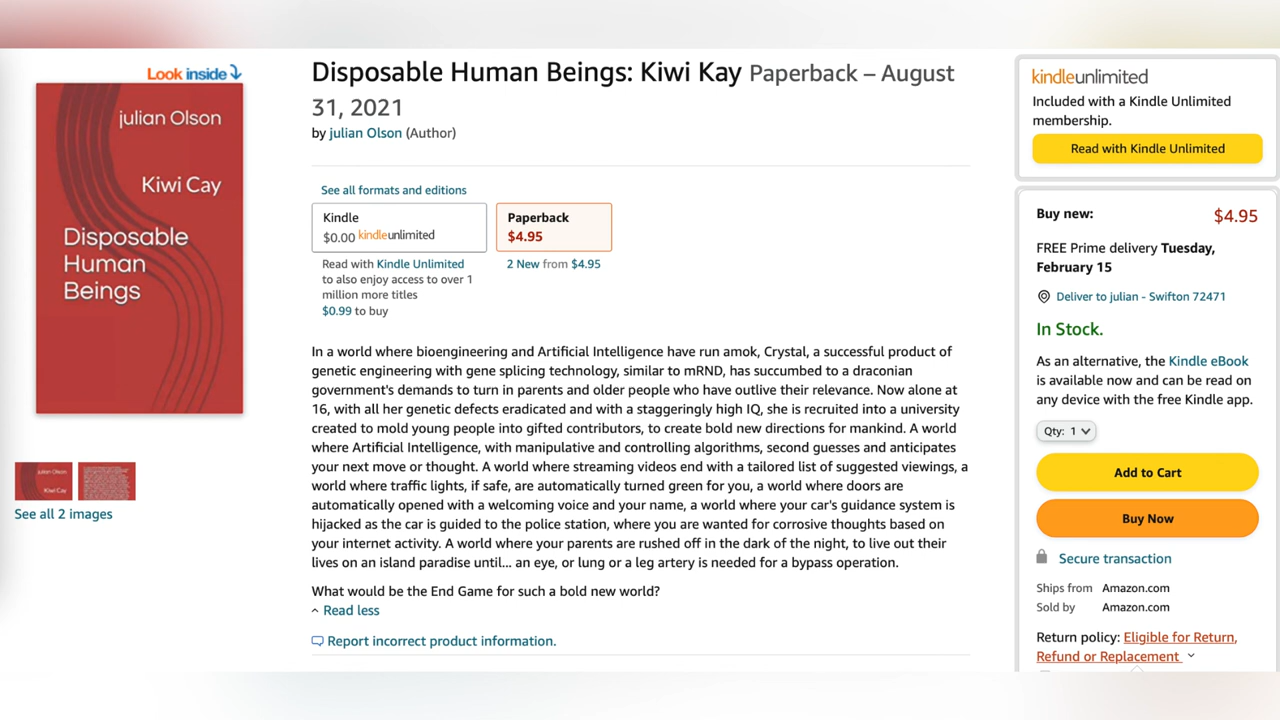 Look inside
julian Olson
Kiwi Cay
Disposable
Human
Beings
See all 2 images
Disposable Human Beings: Kiwi Kay Paperback – August
31, 2021
by julian Olson (Author)
See all formats and editions
Kindle
$0.00 kindleunlimited
Read with Kindle Unlimited
to also enjoy access to over 1
million more titles
$0.99 to buy
Paperback
$4.95
2 New from $4.95
In a world where bioengineering and Artificial Intelligence have run amok, Crystal, a successful product of
genetic engineering with gene splicing technology, similar to mRND, has succumbed to a draconian
government's demands to turn in parents and older people who have outlive their relevance. Now alone at
16, with all her genetic defects eradicated and with a staggeringly high IQ, she is recruited into a university
created to mold young people into gifted contributors, to create bold new directions for mankind. A world
where Artificial Intelligence, with manipulative and controlling algorithms, second guesses and anticipates
your next move or thought. A world where streaming videos end with a tailored list of suggested viewings, a
world where traffic lights, if safe, are automatically turned green for you, a world where doors are
automatically opened with a welcoming voice and your name, a world where your car's guidance system is
hijacked as the car is guided to the police station, where you are wanted for corrosive thoughts based on
your internet activity. A world where your parents are rushed off in the dark of the night, to live out their
lives on an island paradise until... an eye, or lung or a leg artery is needed for a bypass operation.
What would be the End Game for such a bold new world?
Read less
Report incorrect product information.
kindleunlimited
Included with a Kindle Unlimited
membership.
Read with Kindle Unlimited
Buy new:
$4.95
FREE Prime delivery Tuesday,
February 15
Deliver to julian - Swifton 72471
In Stock.
As an alternative, the Kindle eBook
is available now and can be read on
any device with the free Kindle app.
Qty: 1
Add to Cart
Buy Now
Secure transaction
Ships from Amazon.com
Sold by Amazon.com
Return policy: Eligible for Return,
Refund or Replacement